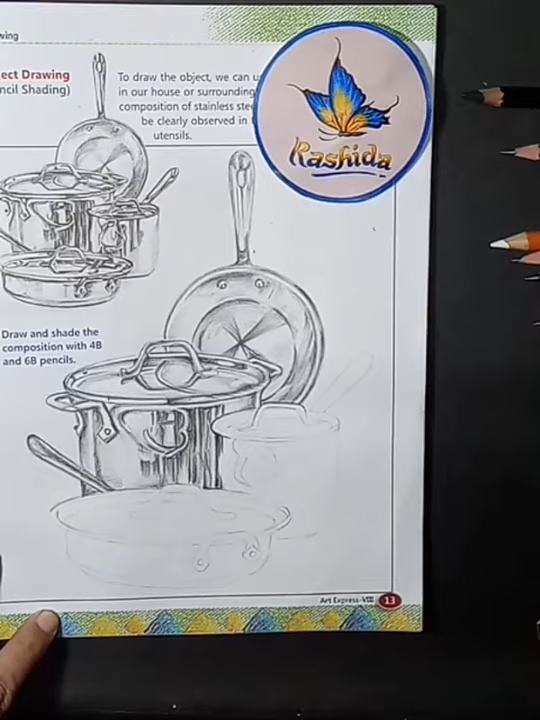 wing
ect Drawing
ncil Shading)
To draw the object, we can u
in our house or surrounding
composition of stainless stee
be clearly observed in
utensils.
Rashida
Draw and shade the
composition with 4B
and 6B pencils.
Art Express-VIII 13